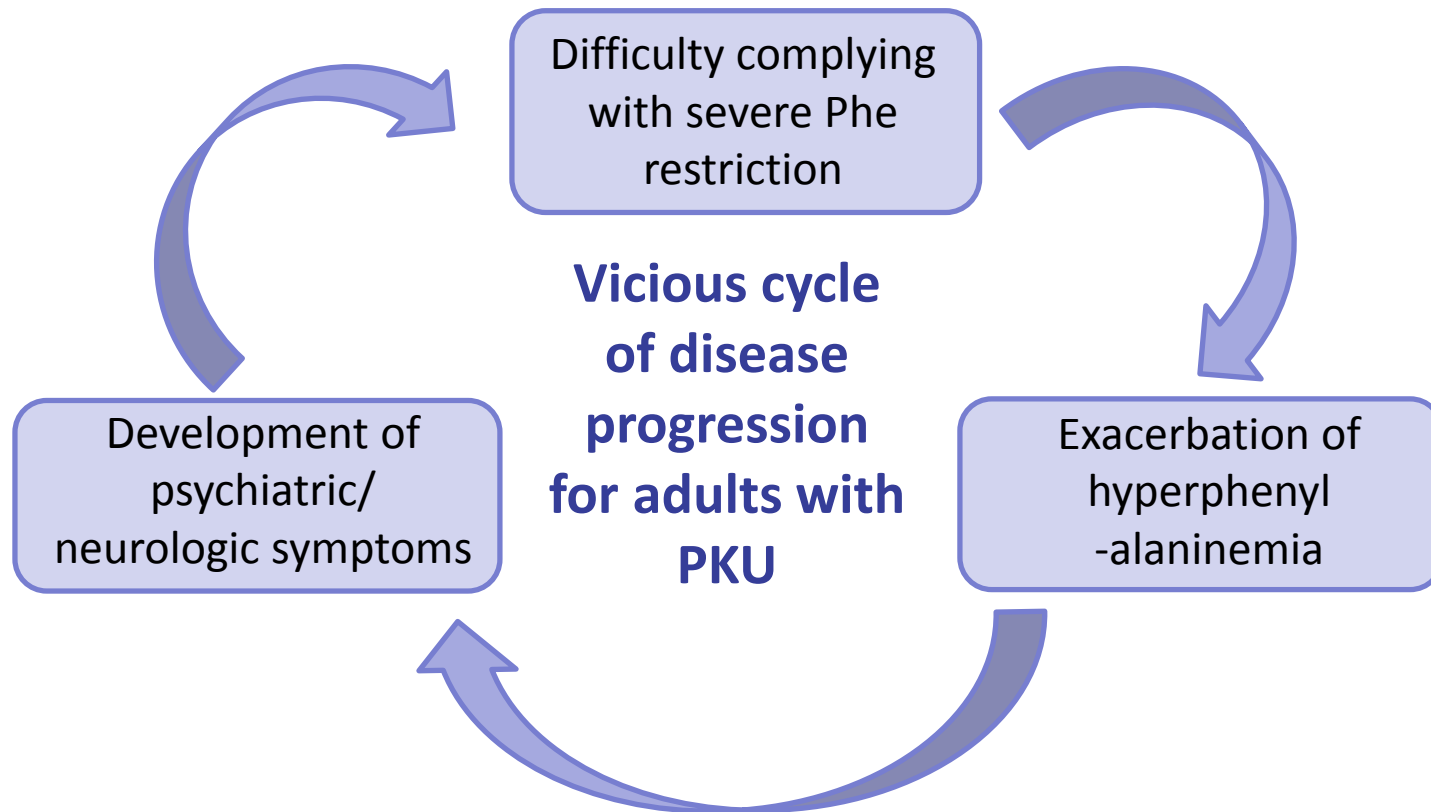 Difficulty complying
with severe Phe
restriction
Vicious cycle
of disease
progression
for adults with
PKU
Development of
psychiatric/
neurologic symptoms
Exacerbation of
hyperphenyl
-alaninemia